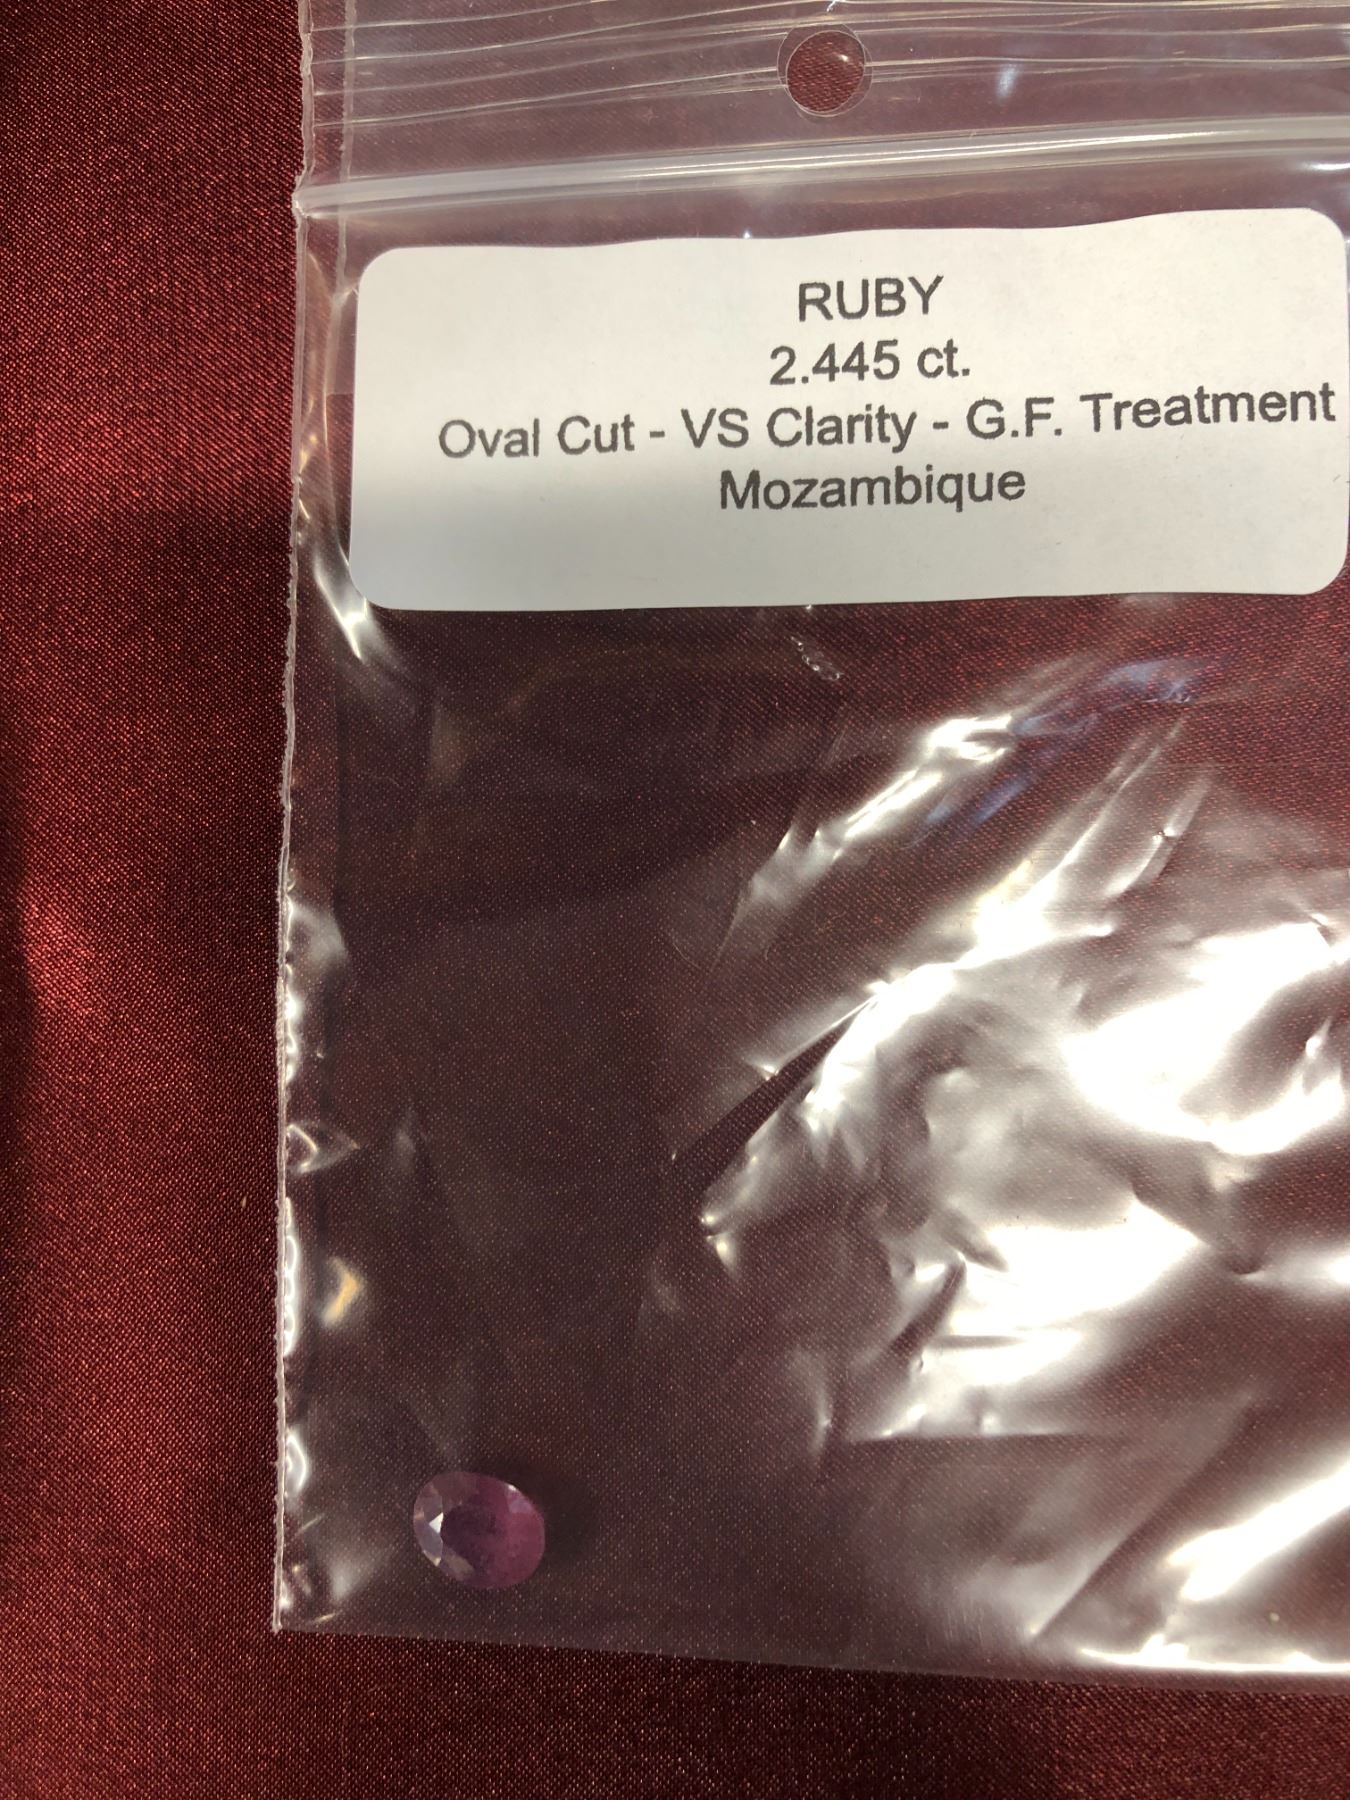 RUBY
2.445 ct.
Oval Cut - VS Clarity - G.F. Treatment
Mozambique